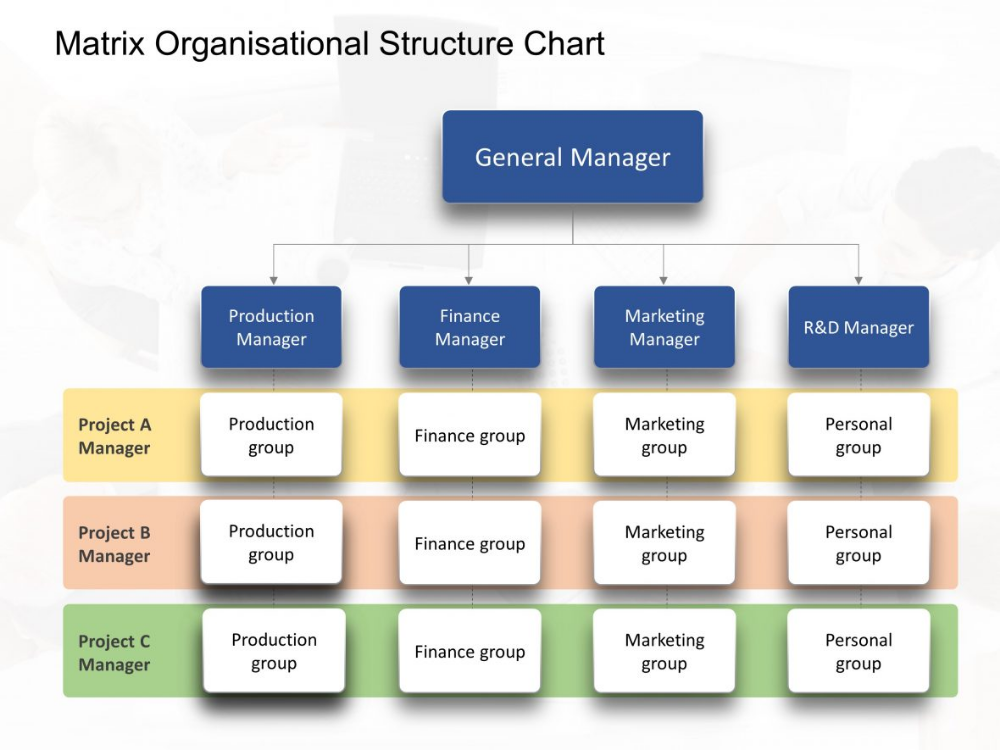 Matrix Organisational Structure Chart
General Manager
Production
Manager
Finance
Manager
Marketing
Manager
R&D Manager
Project A
Manager
Production
group
Finance group
Marketing
group
Personal
group
Project B
Manager
Production
group
Finance group
Marketing
group
Personal
group
Project C
Manager
Production
group
Finance group
Marketing
group
Personal
group